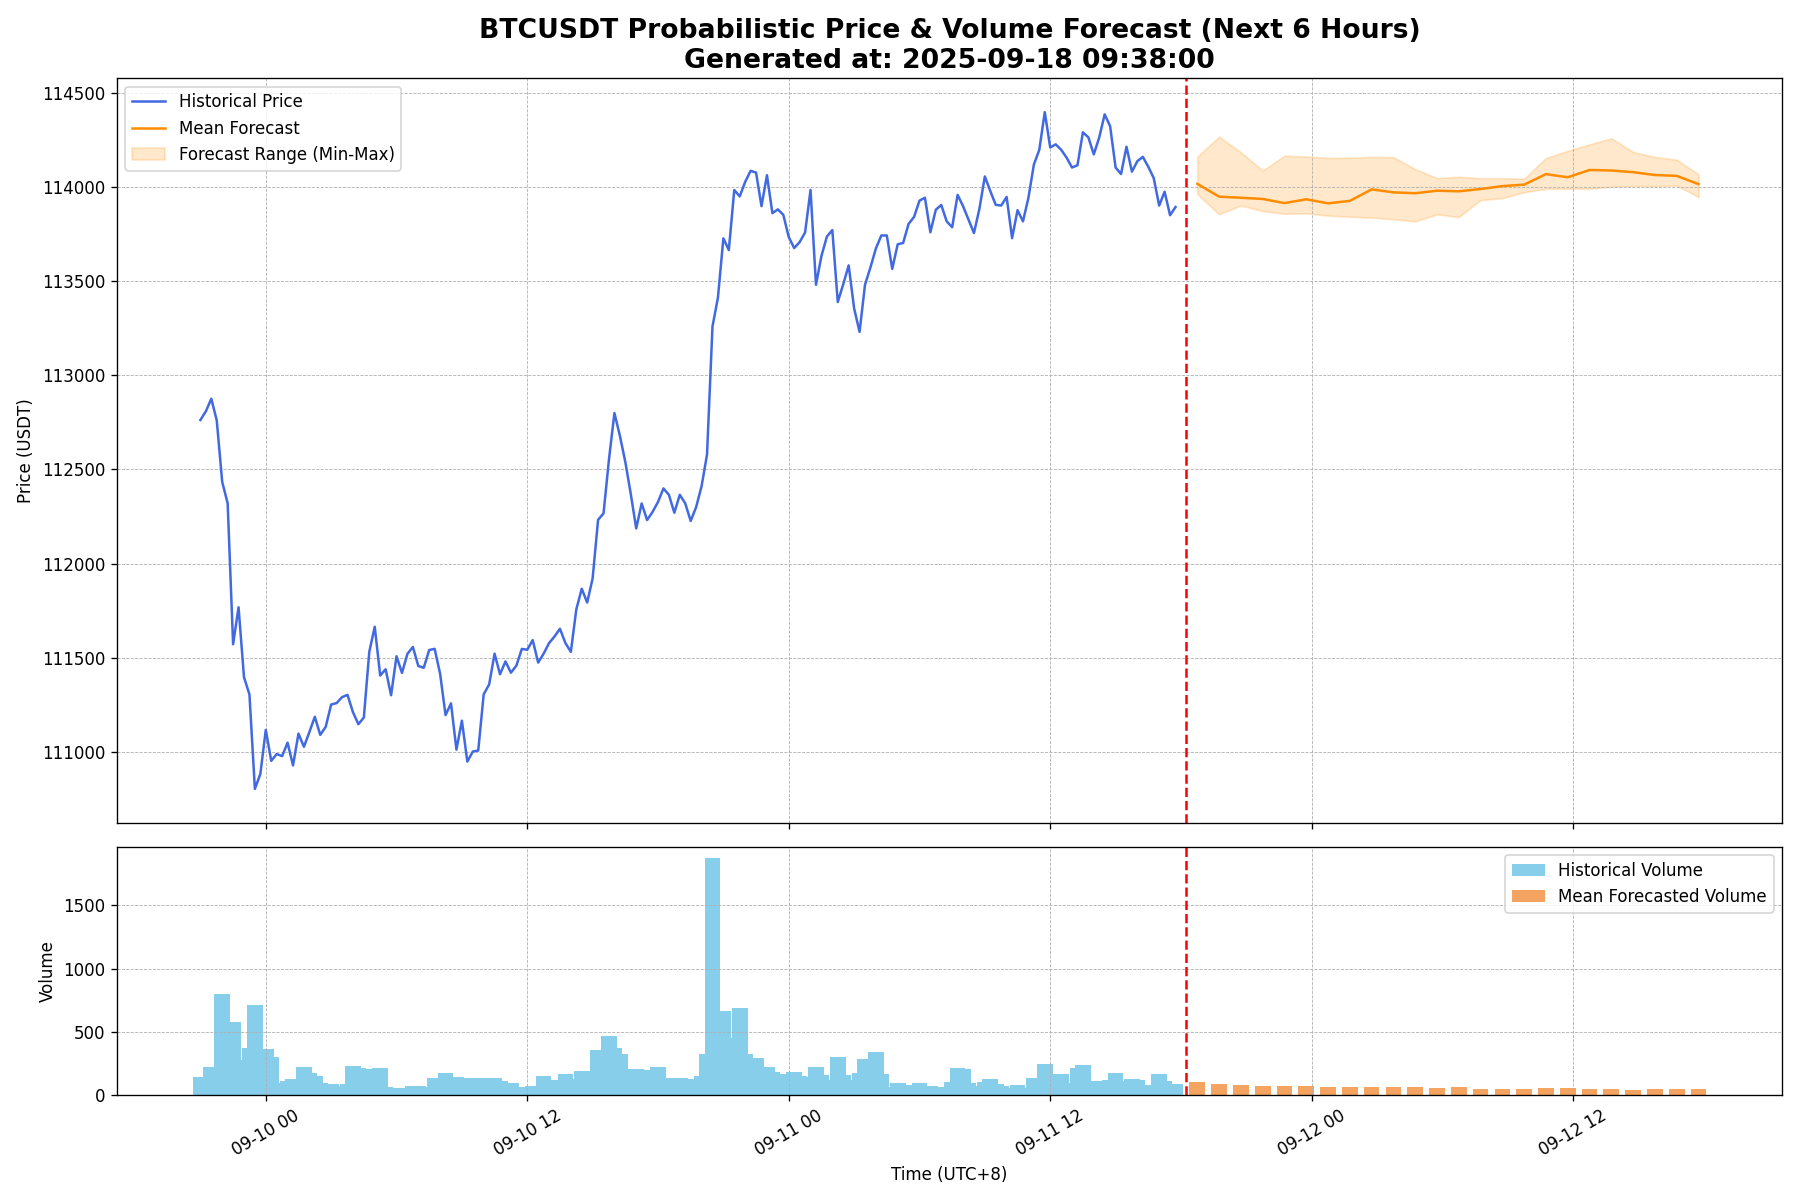 BTCUSDT Probabilistic Price & Volume Forecast (Next 6 Hours)
Generated at: 2025-09-18 09:38:00
Historical Price
Mean Forecast
Forecast Range (Min-Max)
Price (USDT)
114500
114000
113500
113000
112500
112000
111500
111000
Historical Volume
Mean Forecasted Volume
Volume
1500
1000
500
0
09-10 00
09-10 12
09-11 00
09-11 12
09-12 00
09-12 12
Time (UTC+8)